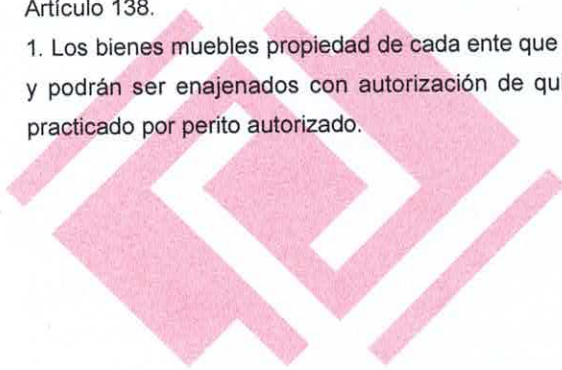 Artículo 138.
1. Los bienes muebles propiedad de cada ente que
y podrán ser enajenados con autorización de
practicado por perito autorizado.